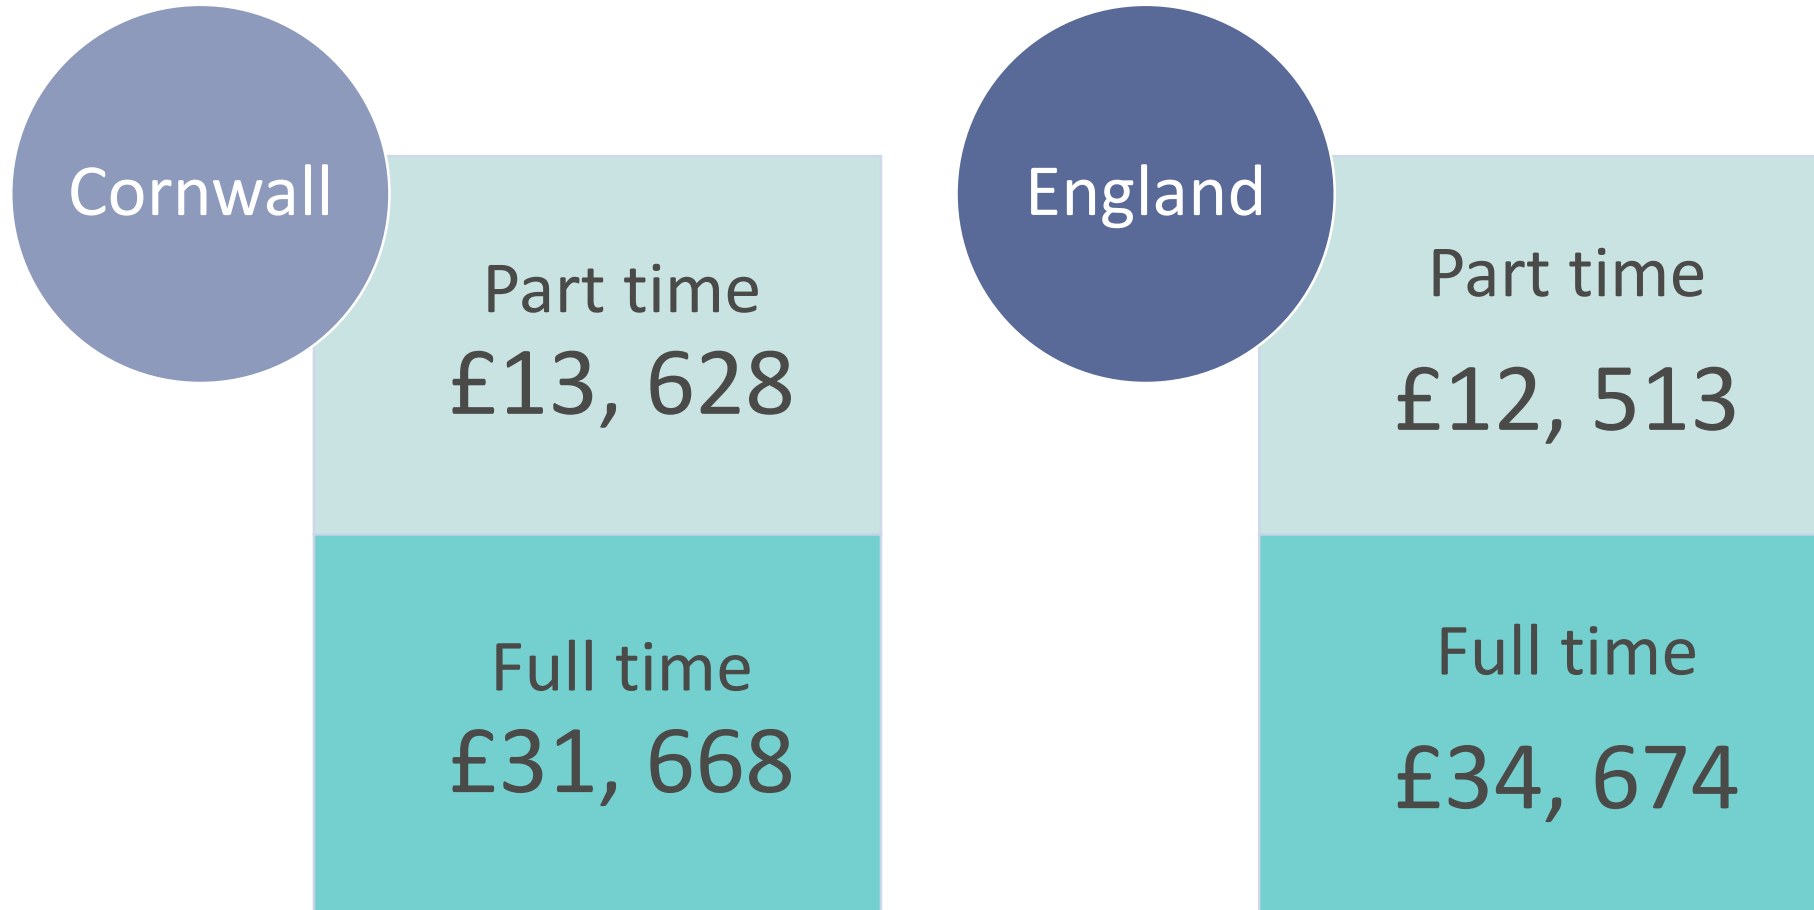 Cornwall
Part time
£13, 628
Full time
£31, 668
England
Part time
£12, 513
Full time
£34, 674